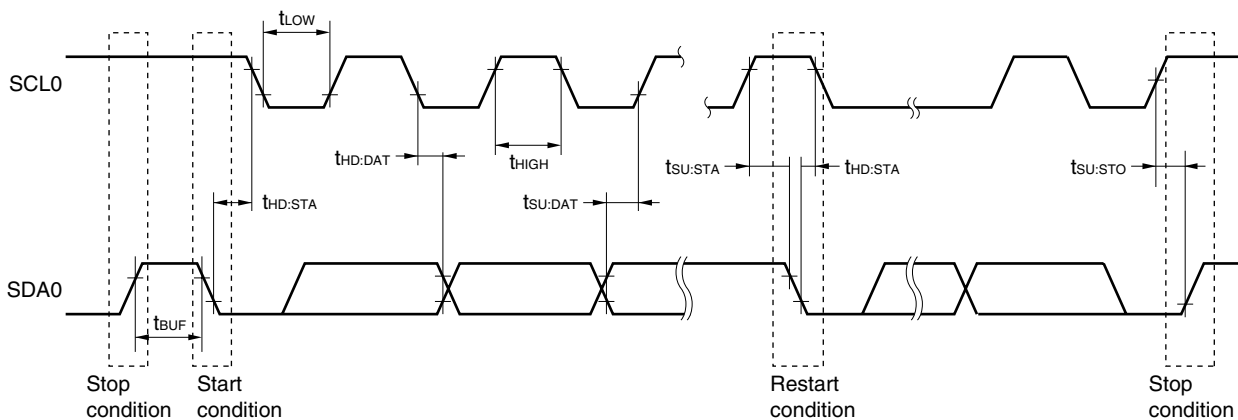 tLOW
SCL0
tHD:DAT
tHIGH
tSU:STA
tHD:STA
tSU:STO
tHD:STA
tSU:DAT
SDA0
tBUF
Stop
condition
Start
condition
Restart
condition
Stop
condition